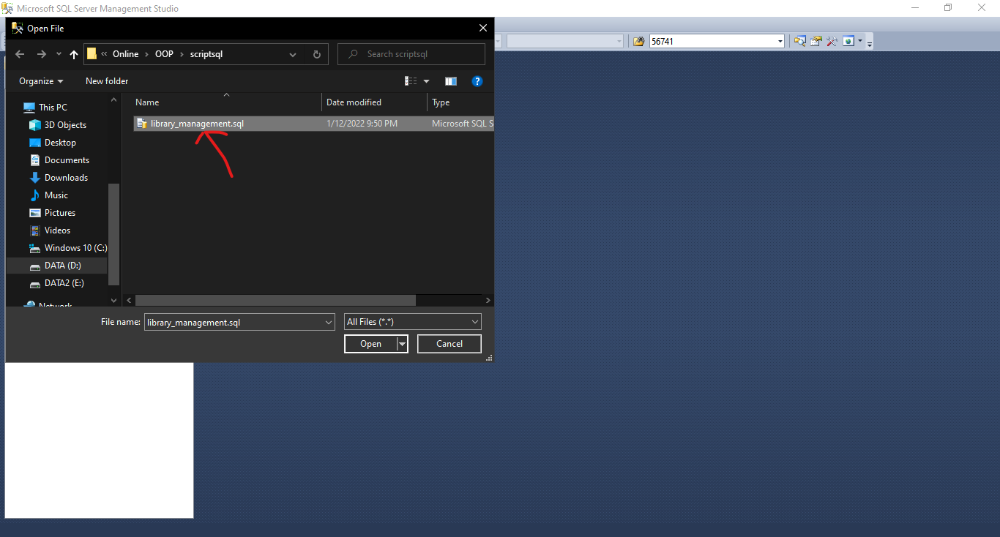 Microsoft SQL Server Management Studio
Open File
56741
« Online › OOP › scriptsql
Search scriptsql
Organize
New folder
?
Name
Date modified
Type
This PC
3D Objects
Desktop
Documents
Downloads
Music
Pictures
Videos
Windows 10 (C:)
DATA (D:)
DATA2 (E:)
Network
library_management.sql
1/12/2022 9:50 PM
Microsoft SQL S
File name:
library_management.sql
All Files (*.*)
Open
Cancel